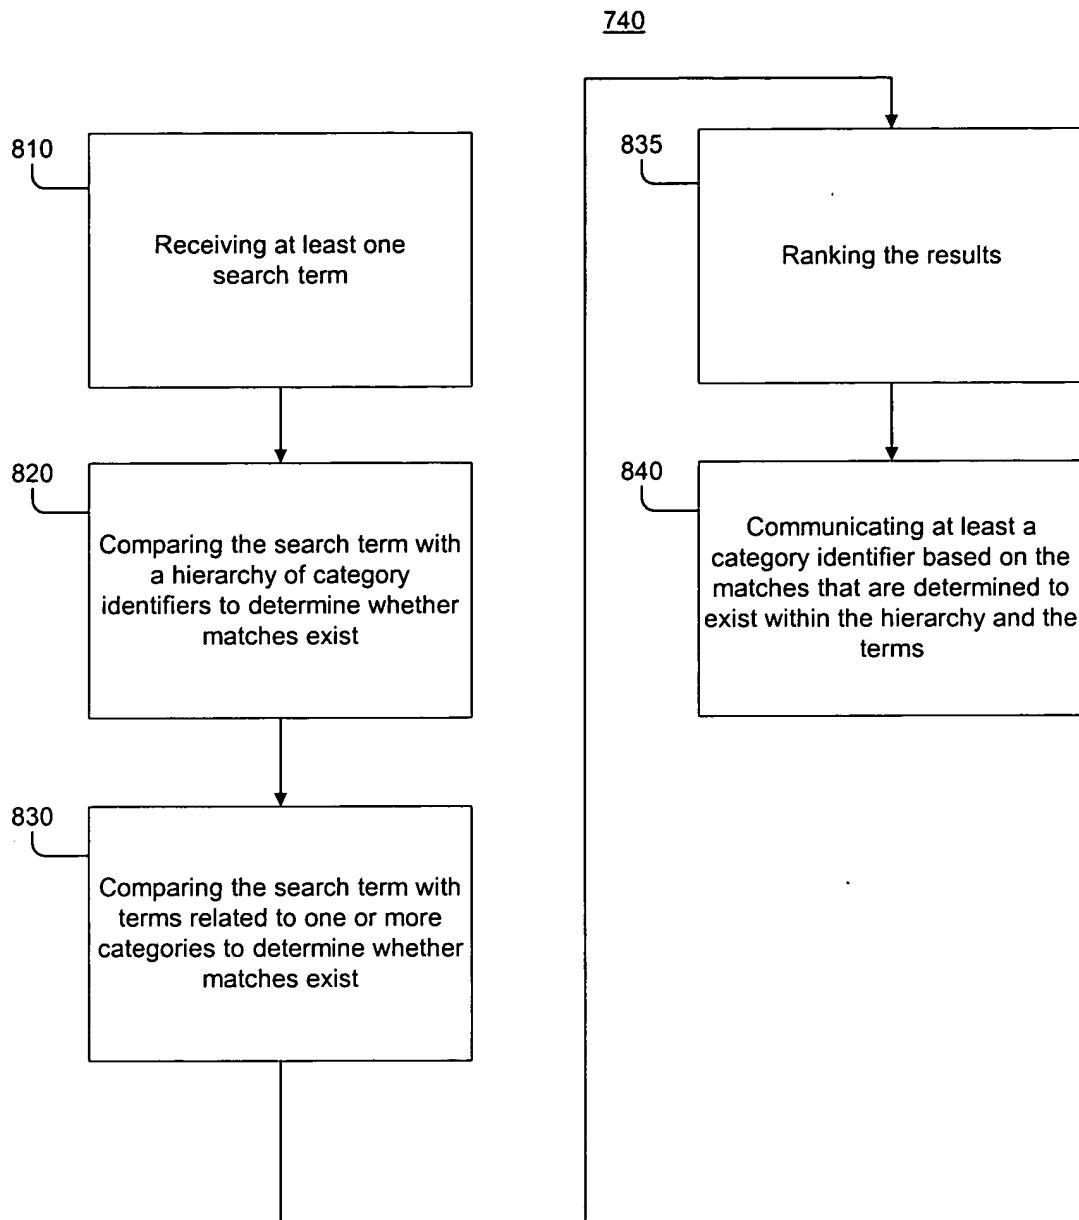 740
810
Receiving at least one
search term
820
Comparing the search term with
a hierarchy of category
identifiers to determine whether
matches exist
830
Comparing the search term with
terms related to one or more
categories to determine whether
matches exist
835
Ranking the results
840
Communicating at least a
category identifier based on the
matches that are determined to
exist within the hierarchy and the
terms